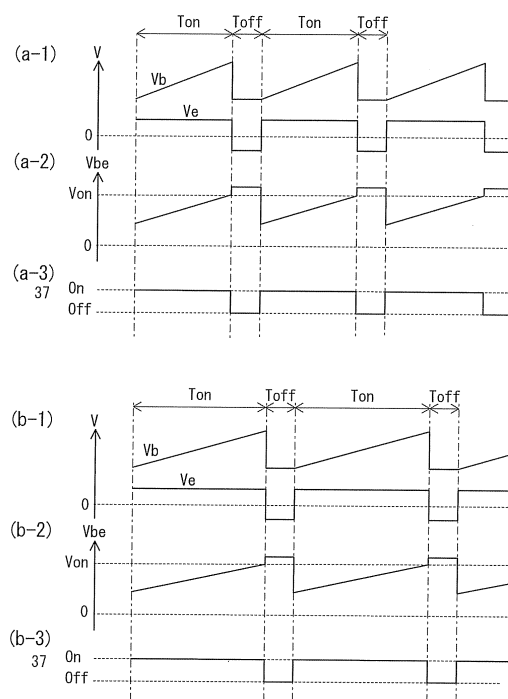 Ton Toff Ton Toff
(a-1)
V
Vb
Ve
0
(a-2)
Vbe
Von
0
(a-3)
37 On
Off
Ton Toff Ton Toff
(b-1)
V
Vb
Ve
0
(b-2)
Vbe
Von
0
(b-3)
37 On
Off